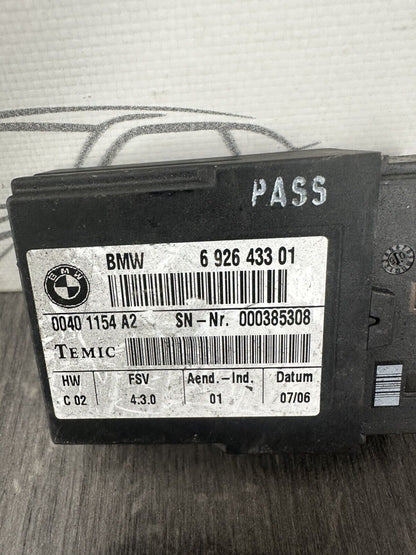 PASS
BMW
BMW 6 926 433 01
0040 1154 A2 SN-Nr. 000385308
TEMIC
HW FSV Aend.-Ind. Datum
C 02 4.3.0 01 07/06